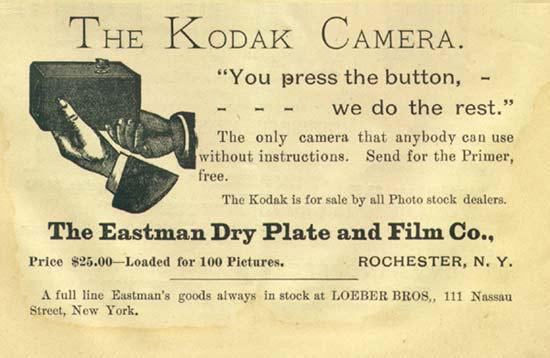 THE KODAK CAMERA.
"You press the button, -
- - - we do the rest."
The only camera that anybody can use
without instructions. Send for the Primer,
free.
The Kodak is for sale by all Photo stock dealers.
The Eastman Dry Plate and Film Co.,
Price $25.00—Loaded for 100 Pictures. ROCHESTER, N. Y.
A full line Eastman's goods always in stock at LOEBER BROS,, 111 Nassau
Street, New York.